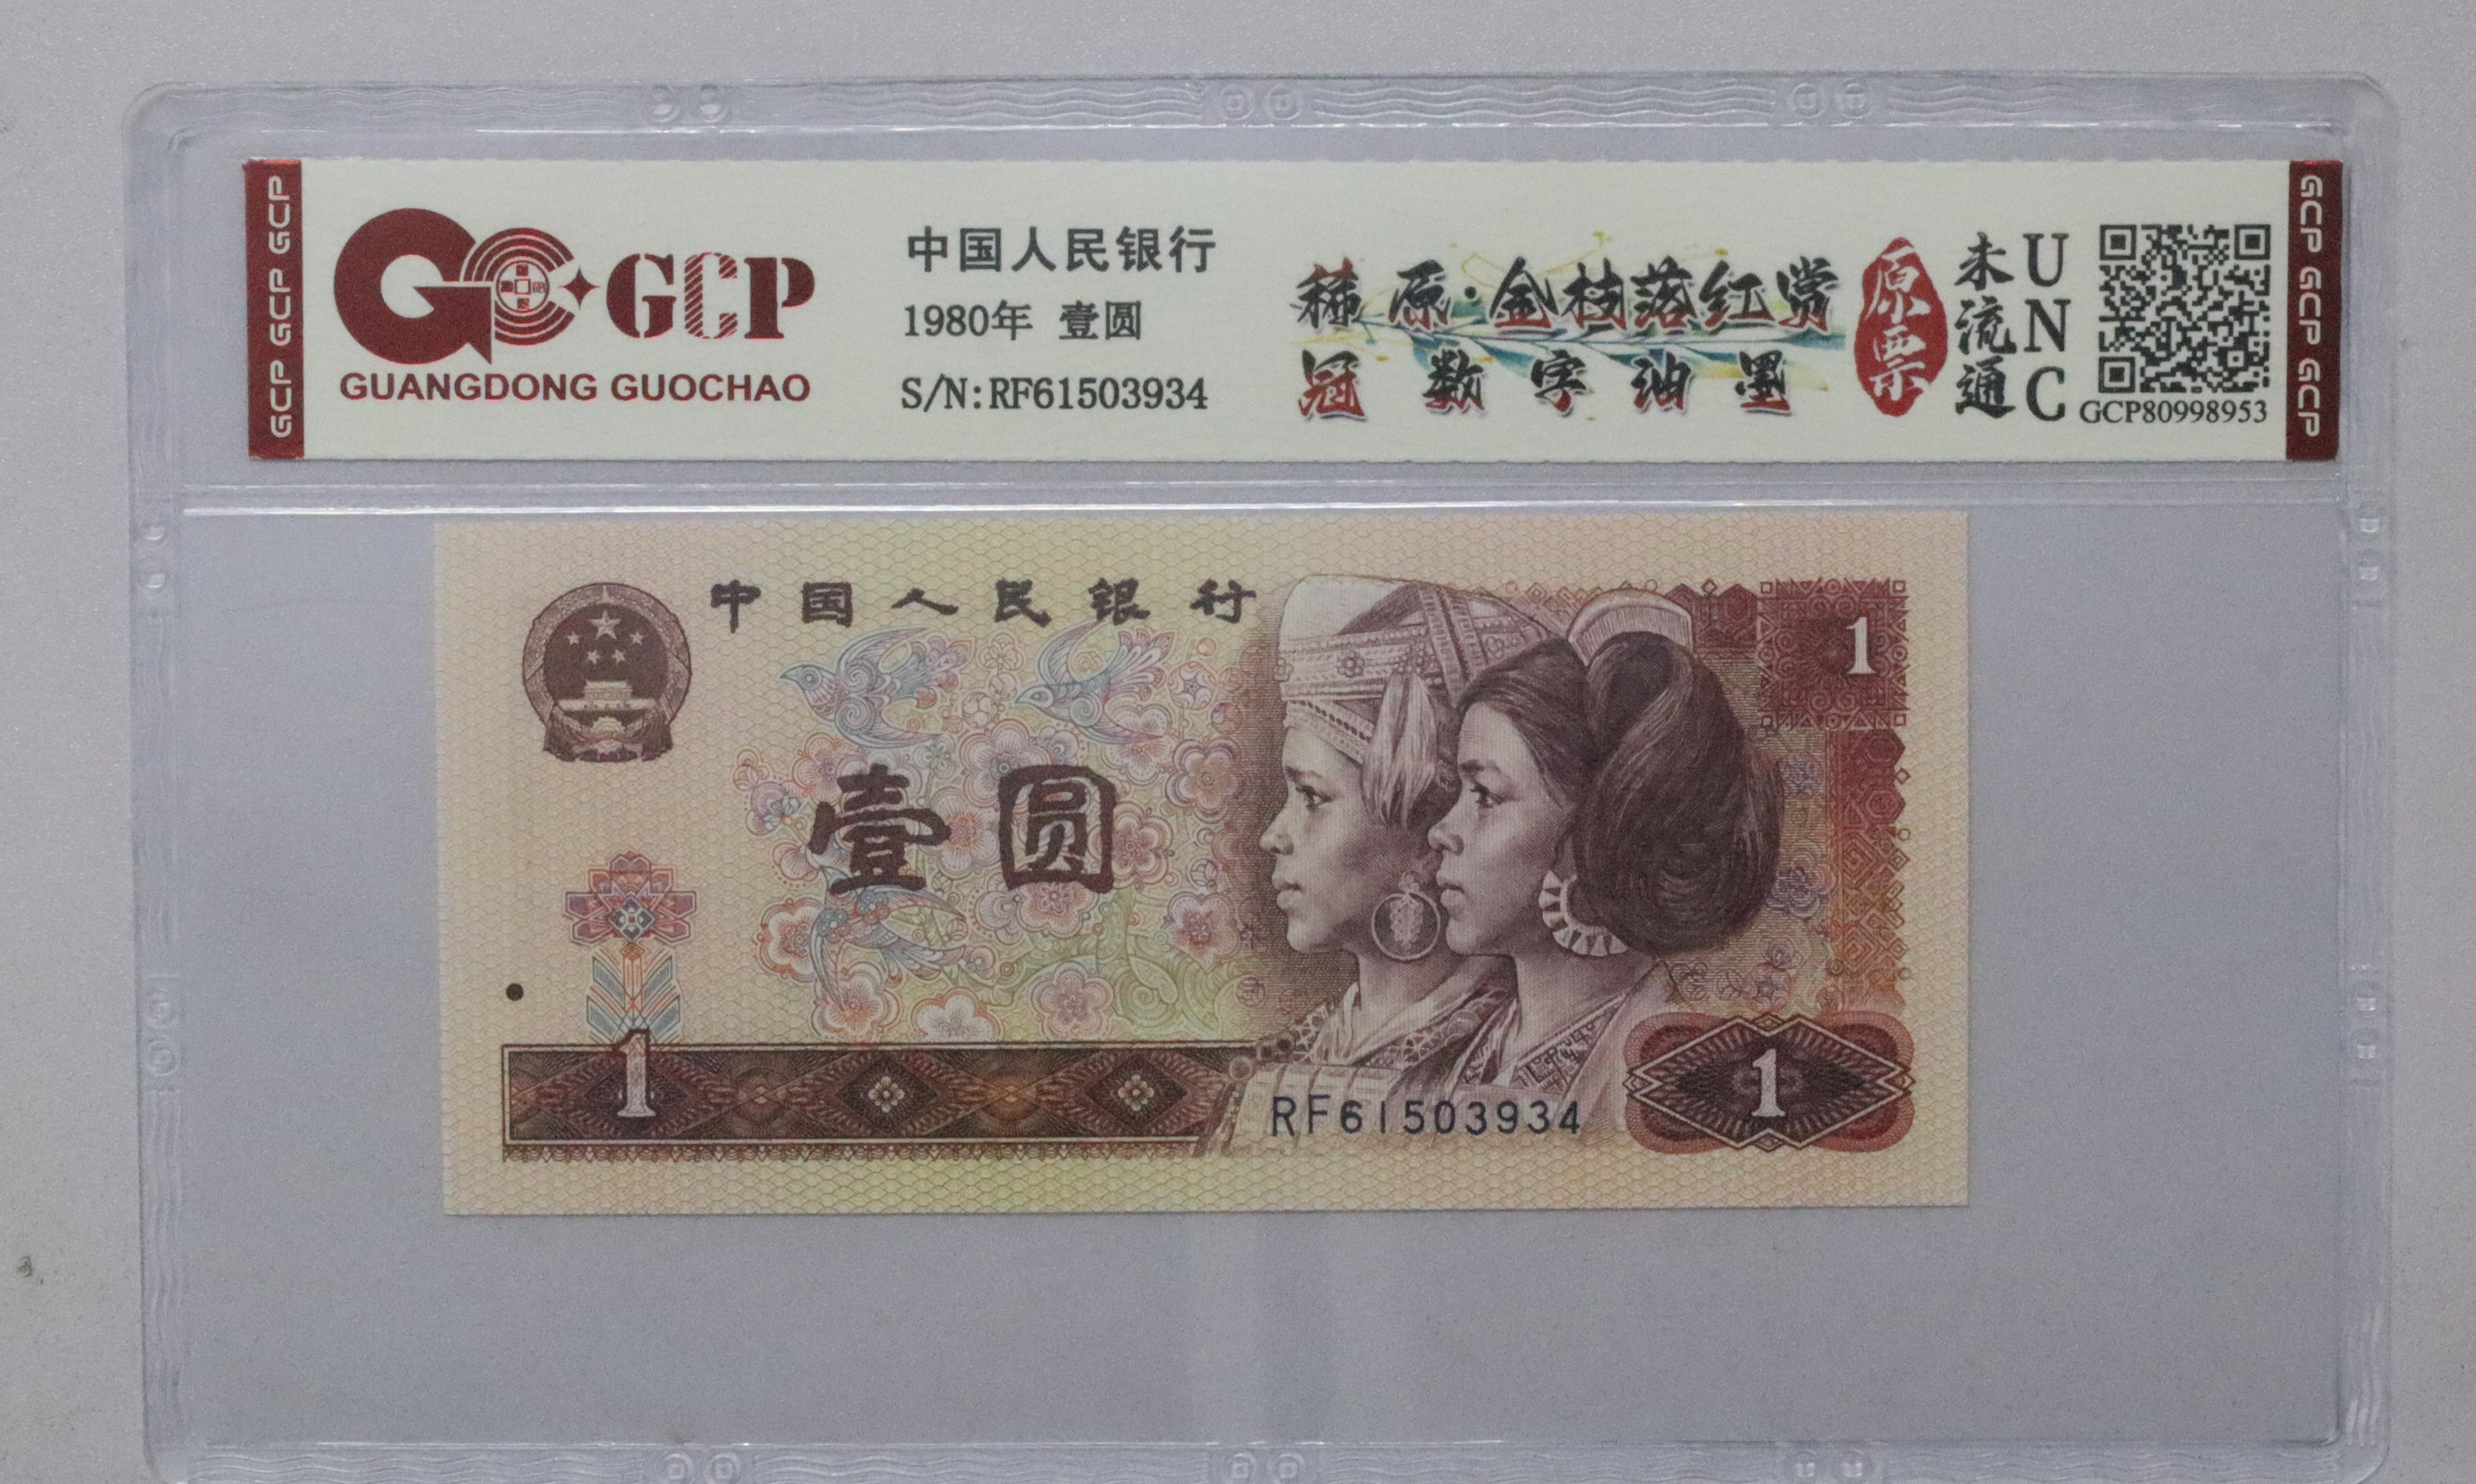 GCP GCP GCP
GCP
GUANGDONG GUOCHAO
中国人民银行
1980年 壹圆
S/N:RF61503934
稀原·金枝落红赏
冠数字油墨
原票
未流通
UNC
GCP80998953
GCP GCP GCP
中国人民银行
1
壹圆
1
1
RF61503934